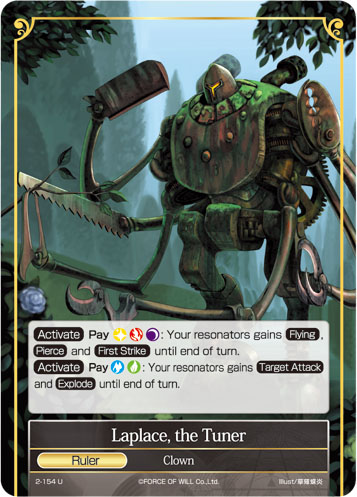 Activate Pay : Your resonators gains Flying,
Pierce and First Strike until end of turn.
Activate Pay : Your resonators gains Target Attack
and Explode until end of turn.
Laplace, the Tuner
Ruler Clown
2-154 U ©FORCE OF WILL Co.,Ltd. Illust/